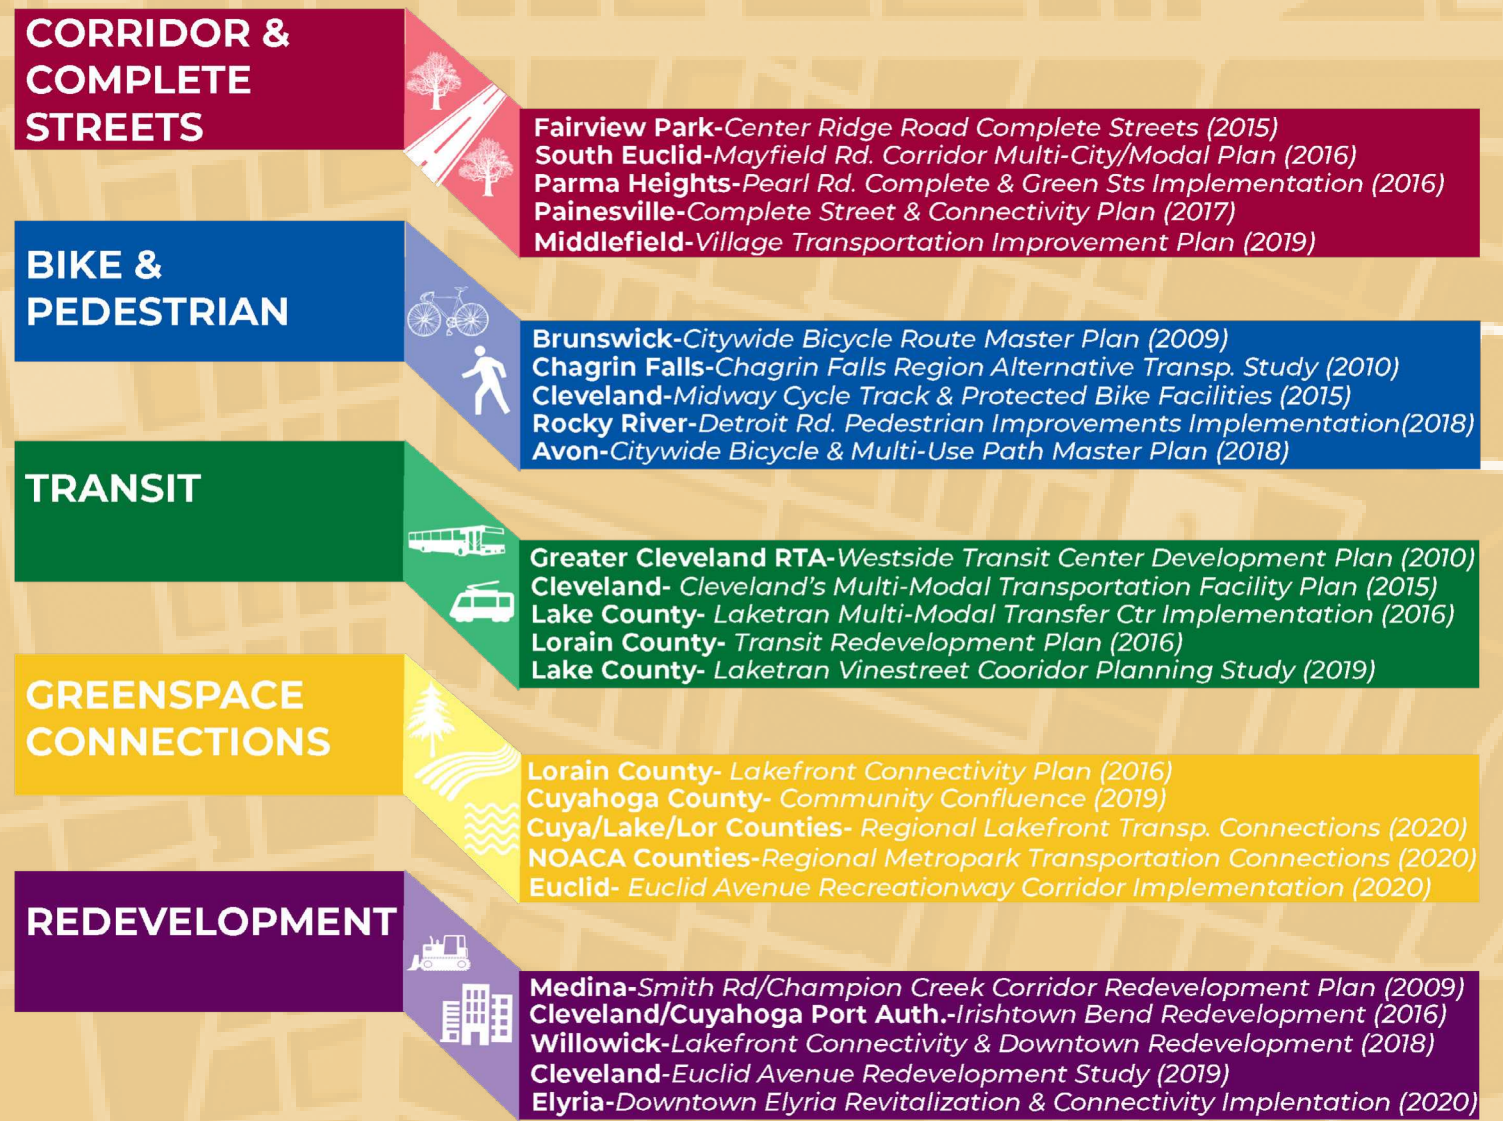 CORRIDOR &
COMPLETE
STREETS
Fairview Park-Center Ridge Road Complete Streets (2015)
South Euclid-Mayfield Rd. Corridor Multi-City/Modal Plan (2016)
Parma Heights-Pearl Rd. Complete & Green Sts Implementation (2016)
Painesville-Complete Street & Connectivity Plan (2017)
Middlefield-Village Transportation Improvement Plan (2019)
BIKE &
PEDESTRIAN
Brunswick-Citywide Bicycle Route Master Plan (2009)
Chagrin Falls-Chagrin Falls Region Alternative Transp. Study (2010)
Cleveland-Midway Cycle Track & Protected Bike Facilities (2015)
Rocky River-Detroit Rd. Pedestrian Improvements Implementation(2018)
Avon-Citywide Bicycle & Multi-Use Path Master Plan (2018)
TRANSIT
Greater Cleveland RTA-Westside Transit Center Development Plan (2010)
Cleveland- Cleveland's Multi-Modal Transportation Facility Plan (2015)
Lake County- Laketran Multi-Modal Transfer Ctr Implementation (2016)
Lorain County- Transit Redevelopment Plan (2016)
Lake County- Laketran Vinestreet Cooridor Planning Study (2019)
GREENSPACE
CONNECTIONS
Lorain County- Lakefront Connectivity Plan (2016)
Cuyahoga County- Community Confluence (2019)
Cuya/Lake/Lor Counties- Regional Lakefront Transp. Connections (2020)
NOACA Counties-Regional Metropark Transportation Connections (2020)
Euclid- Euclid Avenue Recreationway Corridor Implementation (2020)
REDEVELOPMENT
Medina-Smith Rd/Champion Creek Corridor Redevelopment Plan (2009)
Cleveland/Cuyahoga Port Auth.-Irishtown Bend Redevelopment (2016)
Willowick-Lakefront Connectivity & Downtown Redevelopment (2018)
Cleveland-Euclid Avenue Redevelopment Study (2019)
Elyria-Downtown Elyria Revitalization & Connectivity Implentation (2020)